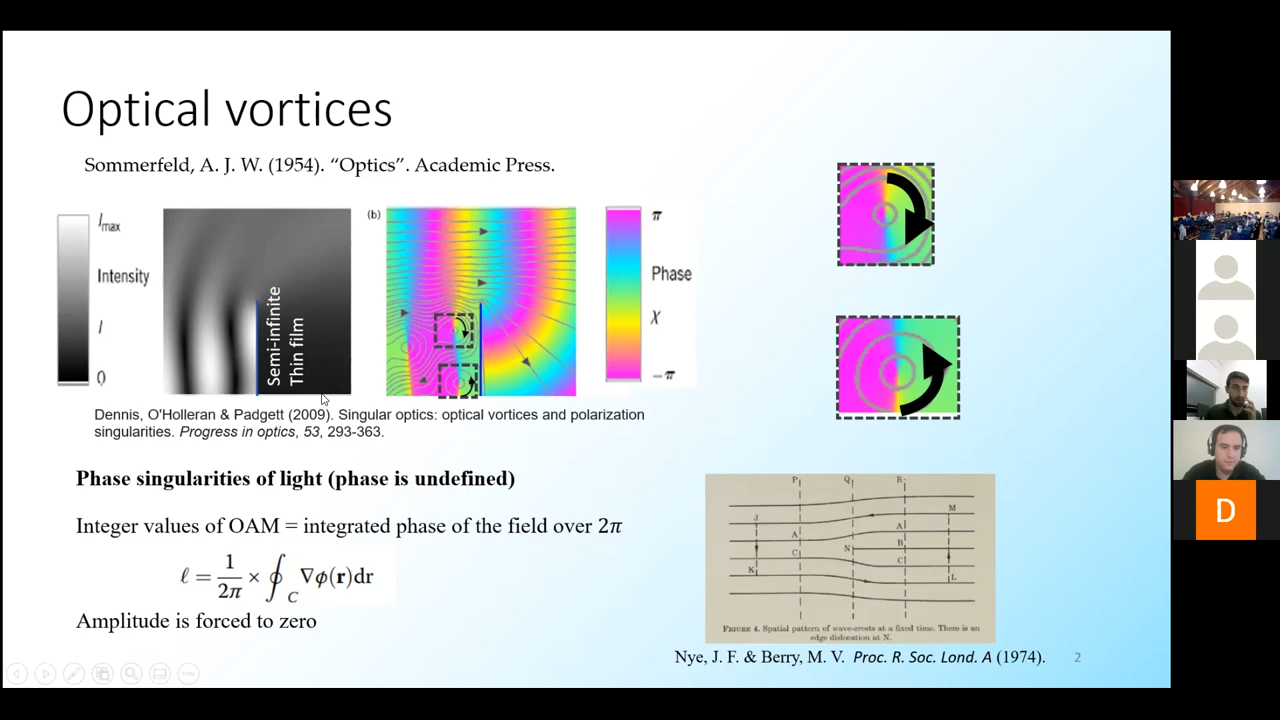 Optical vortices
Sommerfeld, A. J. W. (1954). “Optics”. Academic Press.
I max
Intensity
I
0
Semi-infinite
Thin film
(b)
π
Phase
χ
−π
Dennis, O'Holleran & Padgett (2009). Singular optics: optical vortices and polarization
singularities. Progress in optics, 53, 293-363.
Phase singularities of light (phase is undefined)
Integer values of OAM = integrated phase of the field over 2π
ℓ = 1/2π × ∮C ∇ϕ(r)dr
Amplitude is forced to zero
P Q R
J M
A A
N B
C C
K L
FIGURE 4. Spatial pattern of wave-crests at a fixed time. There is an
edge dislocation at N.
Nye, J. F. & Berry, M. V. Proc. R. Soc. Lond. A (1974).
2
D